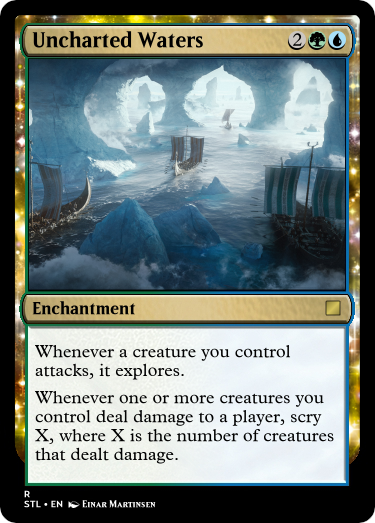 Uncharted Waters 2
Enchantment
Whenever a creature you control
attacks, it explores.
Whenever one or more creatures you
control deal damage to a player, scry
X, where X is the number of creatures
that dealt damage.
R
STL • EN Einar Martinsen